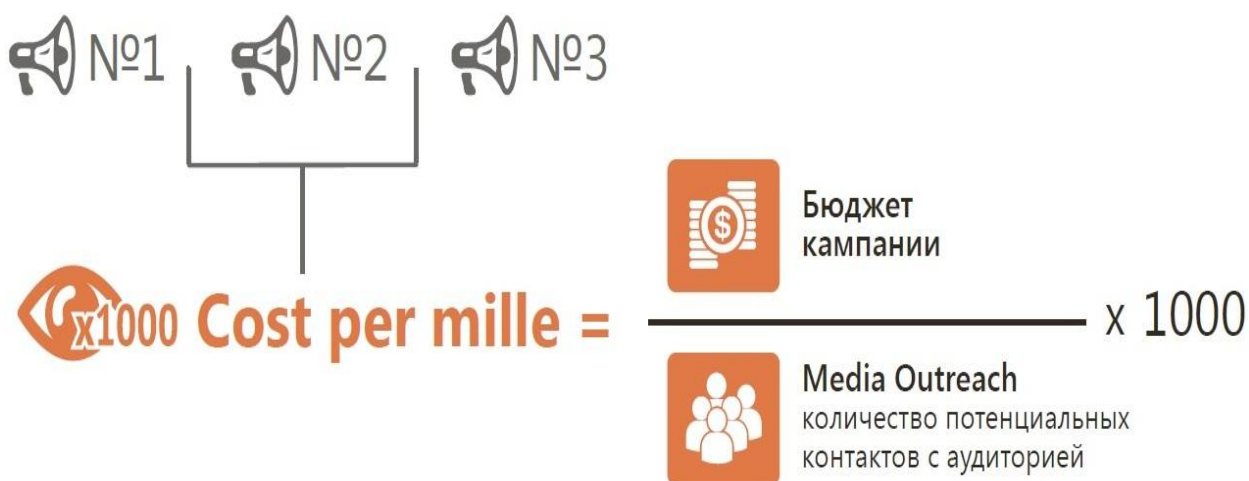 №1 №2 №3
Бюджет
кампании
x1000 Cost per mille = x 1000
Media Outreach
количество потенциальных
контактов с аудиторией